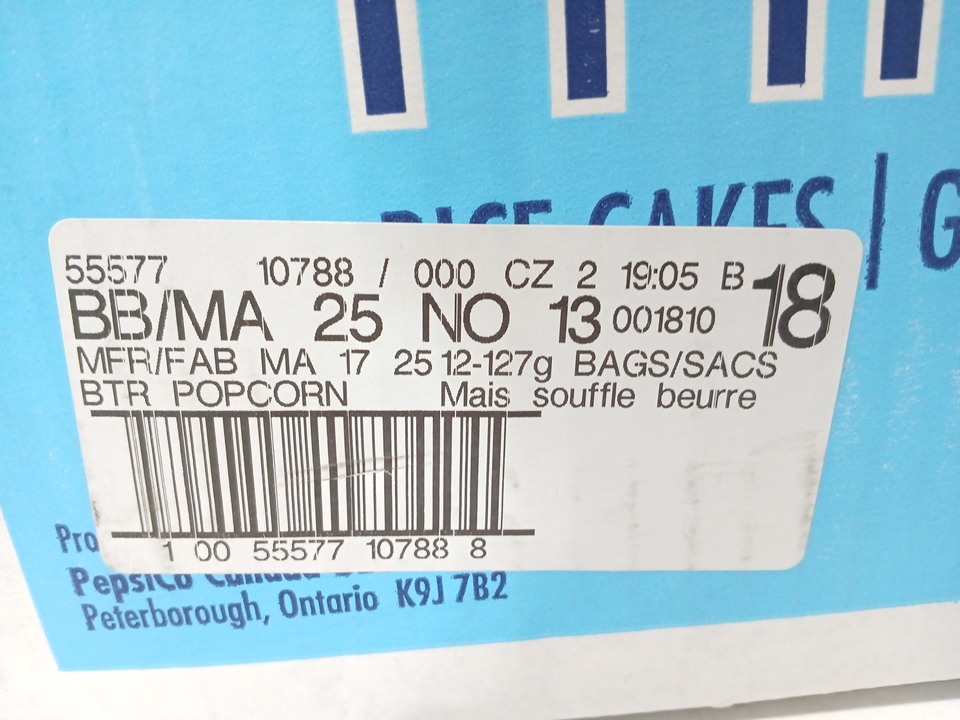 RICE CAKES | G
55577 10788 / 000 CZ 2 19:05 B 18
BB/MA 25 NO 13 001810
MFR/FAB MA 17 25 12-127g BAGS/SACS
BTR POPCORN Mais souffle beurre
1 00 55577 10788 8
Pro
PepsiCo Canada
Peterborough, Ontario K9J 7B2